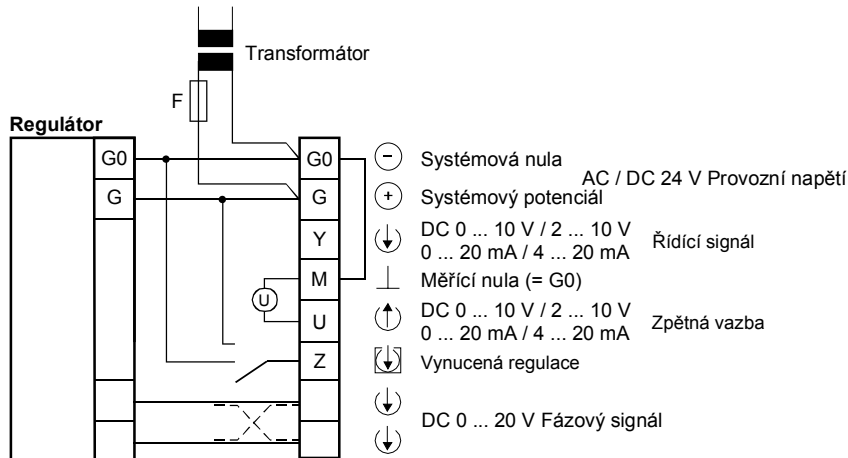 Transformátor
F
Regulátor
G0
G0
Systémová nula
AC / DC 24 V Provozní napětí
G
G
Systémový potenciál
Y
DC 0 ... 10 V / 2 ... 10 V
0 ... 20 mA / 4 ... 20 mA
Řídící signál
M
Měřící nula (= G0)
U
U
DC 0 ... 10 V / 2 ... 10 V
0 ... 20 mA / 4 ... 20 mA
Zpětná vazba
Z
Vynucená regulace
DC 0 ... 20 V Fázový signál